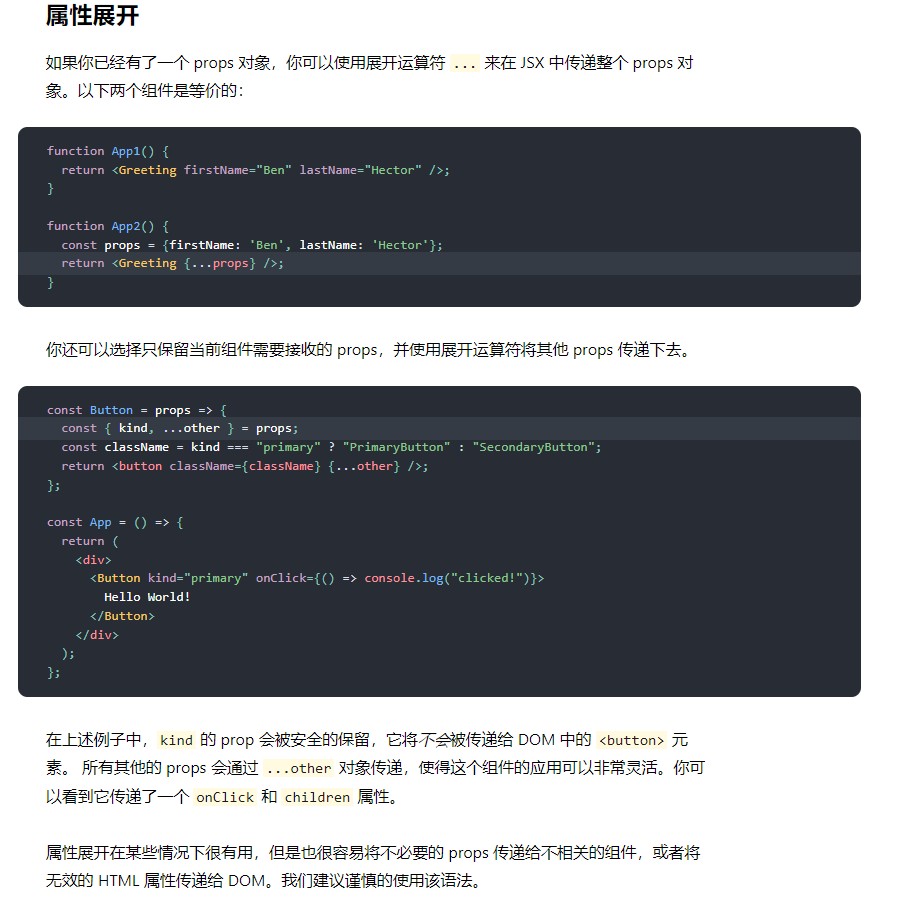 属性展开
如果你已经有了一个 props 对象，你可以使用展开运算符 ... 来在 JSX 中传递整个 props 对
象。以下两个组件是等价的：
function App1() {
  return <Greeting firstName="Ben" lastName="Hector" />;
}
function App2() {
  const props = {firstName: 'Ben', lastName: 'Hector'};
  return <Greeting {...props} />;
}
你还可以选择只保留当前组件需要接收的 props，并使用展开运算符将其他 props 传递下去。
const Button = props => {
  const { kind, ...other } = props;
  const className = kind === "primary" ? "PrimaryButton" : "SecondaryButton";
  return <button className={className} {...other} />;
};
const App = () => {
  return (
    <div>
      <Button kind="primary" onClick={() => console.log("clicked!")}>
        Hello World!
      </Button>
    </div>
  );
};
在上述例子中，kind 的 prop 会被安全的保留，它将不会被传递给 DOM 中的 <button> 元
素。 所有其他的 props 会通过 ...other 对象传递，使得这个组件的应用可以非常灵活。你可
以看到它传递了一个 onClick 和 children 属性。
属性展开在某些情况下很有用，但是也很容易将不必要的 props 传递给不相关的组件，或者将
无效的 HTML 属性传递给 DOM。我们建议谨慎的使用该语法。